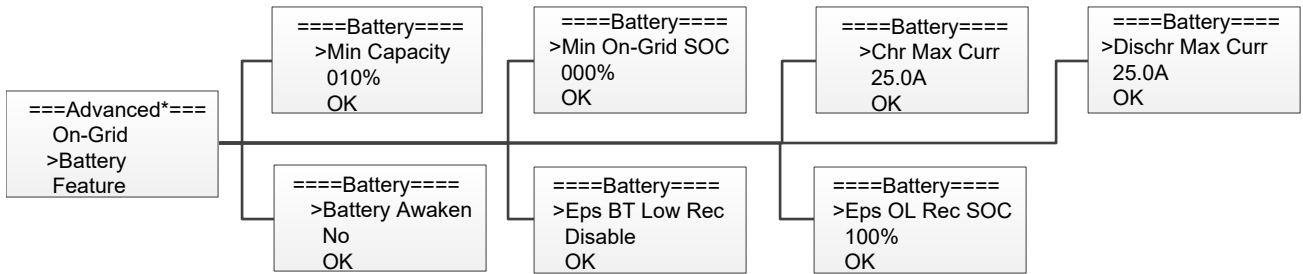 ===Advanced*===
On-Grid
>Battery
Feature
====Battery====
>Min Capacity
010%
OK
====Battery====
>Min On-Grid SOC
000%
OK
====Battery====
>Chr Max Curr
25.0A
OK
====Battery====
>Dischr Max Curr
25.0A
OK
====Battery====
>Battery Awaken
No
OK
====Battery====
>Eps BT Low Rec
Disable
OK
====Battery====
>Eps OL Rec SOC
100%
OK